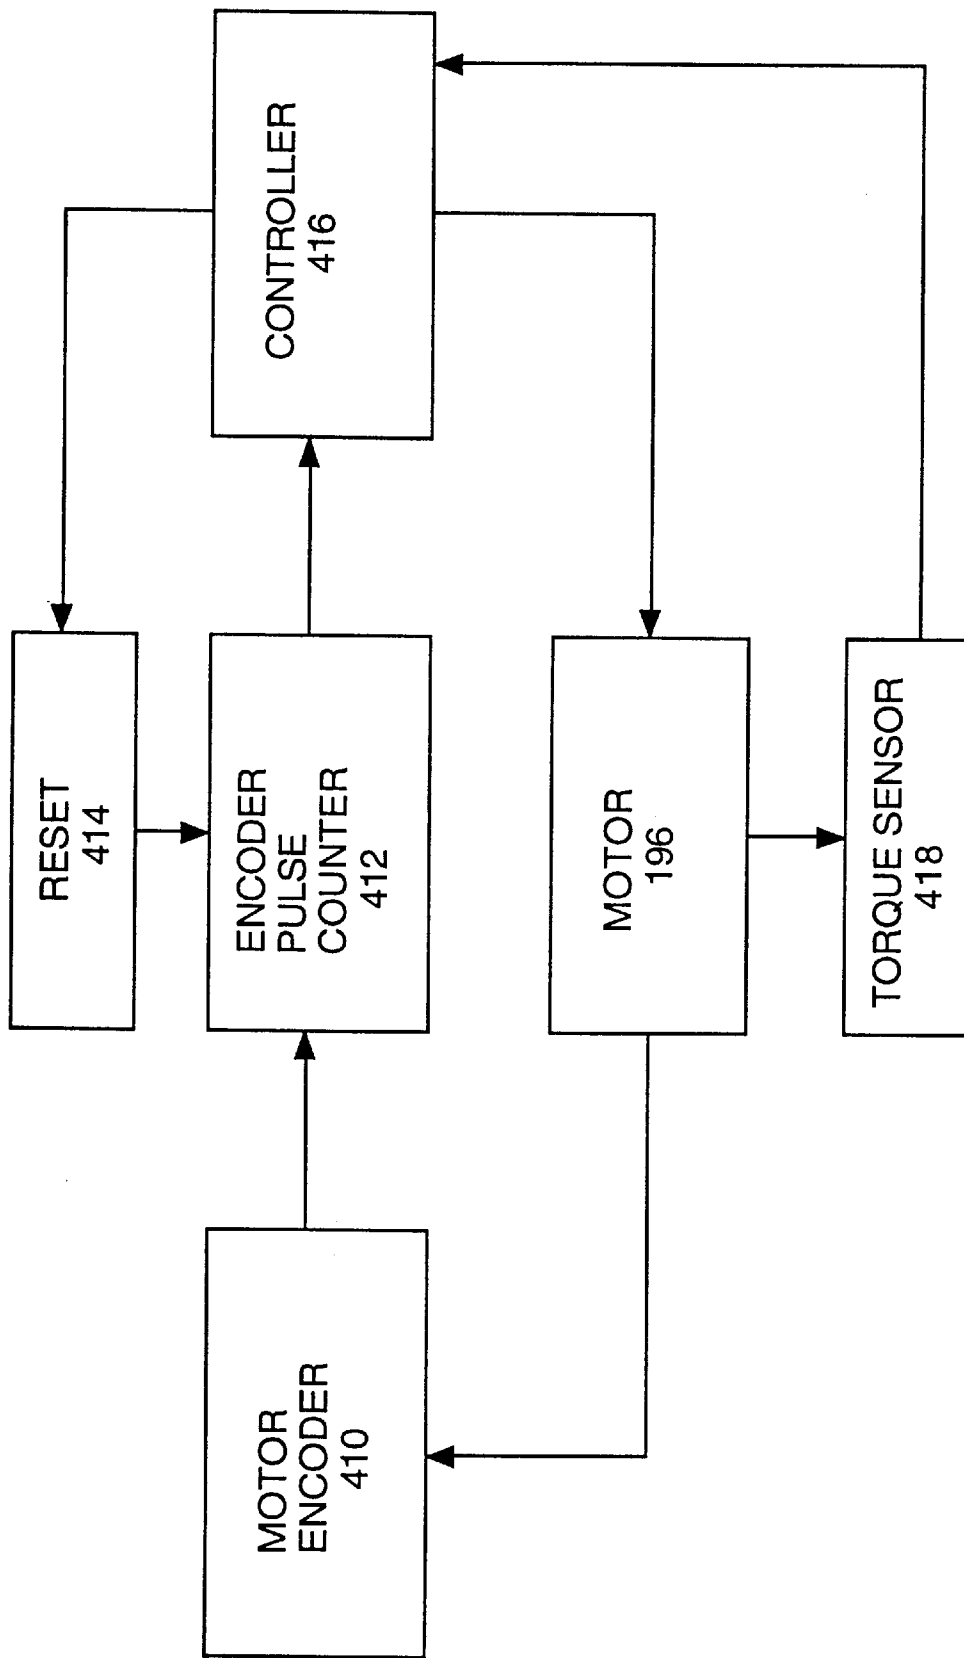 RESET
414
ENCODER
PULSE
COUNTER
412
CONTROLLER
416
MOTOR
ENCODER
410
MOTOR
196
TORQUE SENSOR
418